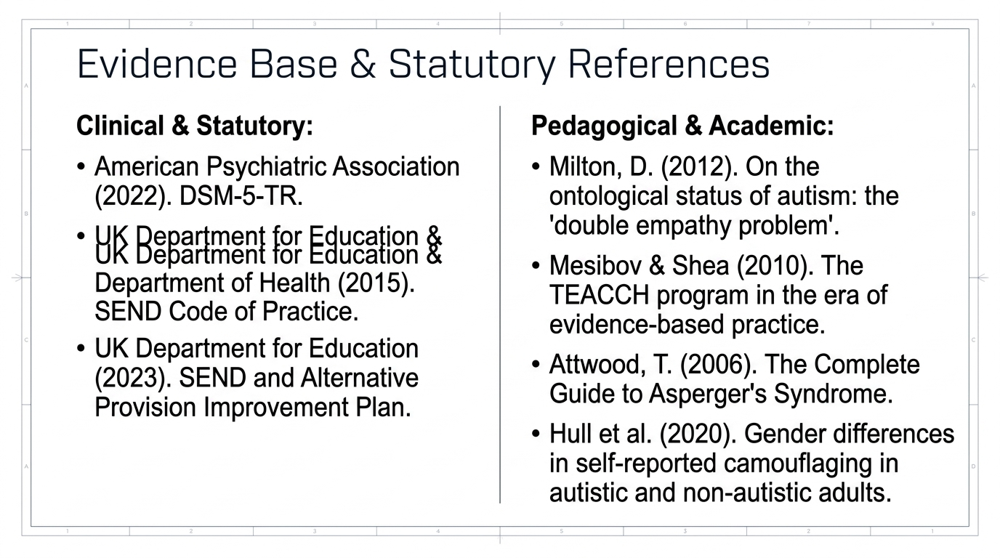 Evidence Base & Statutory References
Clinical & Statutory:
• American Psychiatric Association
(2022). DSM-5-TR.
• UK Department for Education &
UK Department for Education &
Department of Health (2015).
SEND Code of Practice.
• UK Department for Education
(2023). SEND and Alternative
Provision Improvement Plan.
Pedagogical & Academic:
• Milton, D. (2012). On the
ontological status of autism: the
'double empathy problem'.
• Mesibov & Shea (2010). The
TEACCH program in the era of
evidence-based practice.
• Attwood, T. (2006). The Complete
Guide to Asperger's Syndrome.
• Hull et al. (2020). Gender differences
in self-reported camouflaging in
autistic and non-autistic adults.